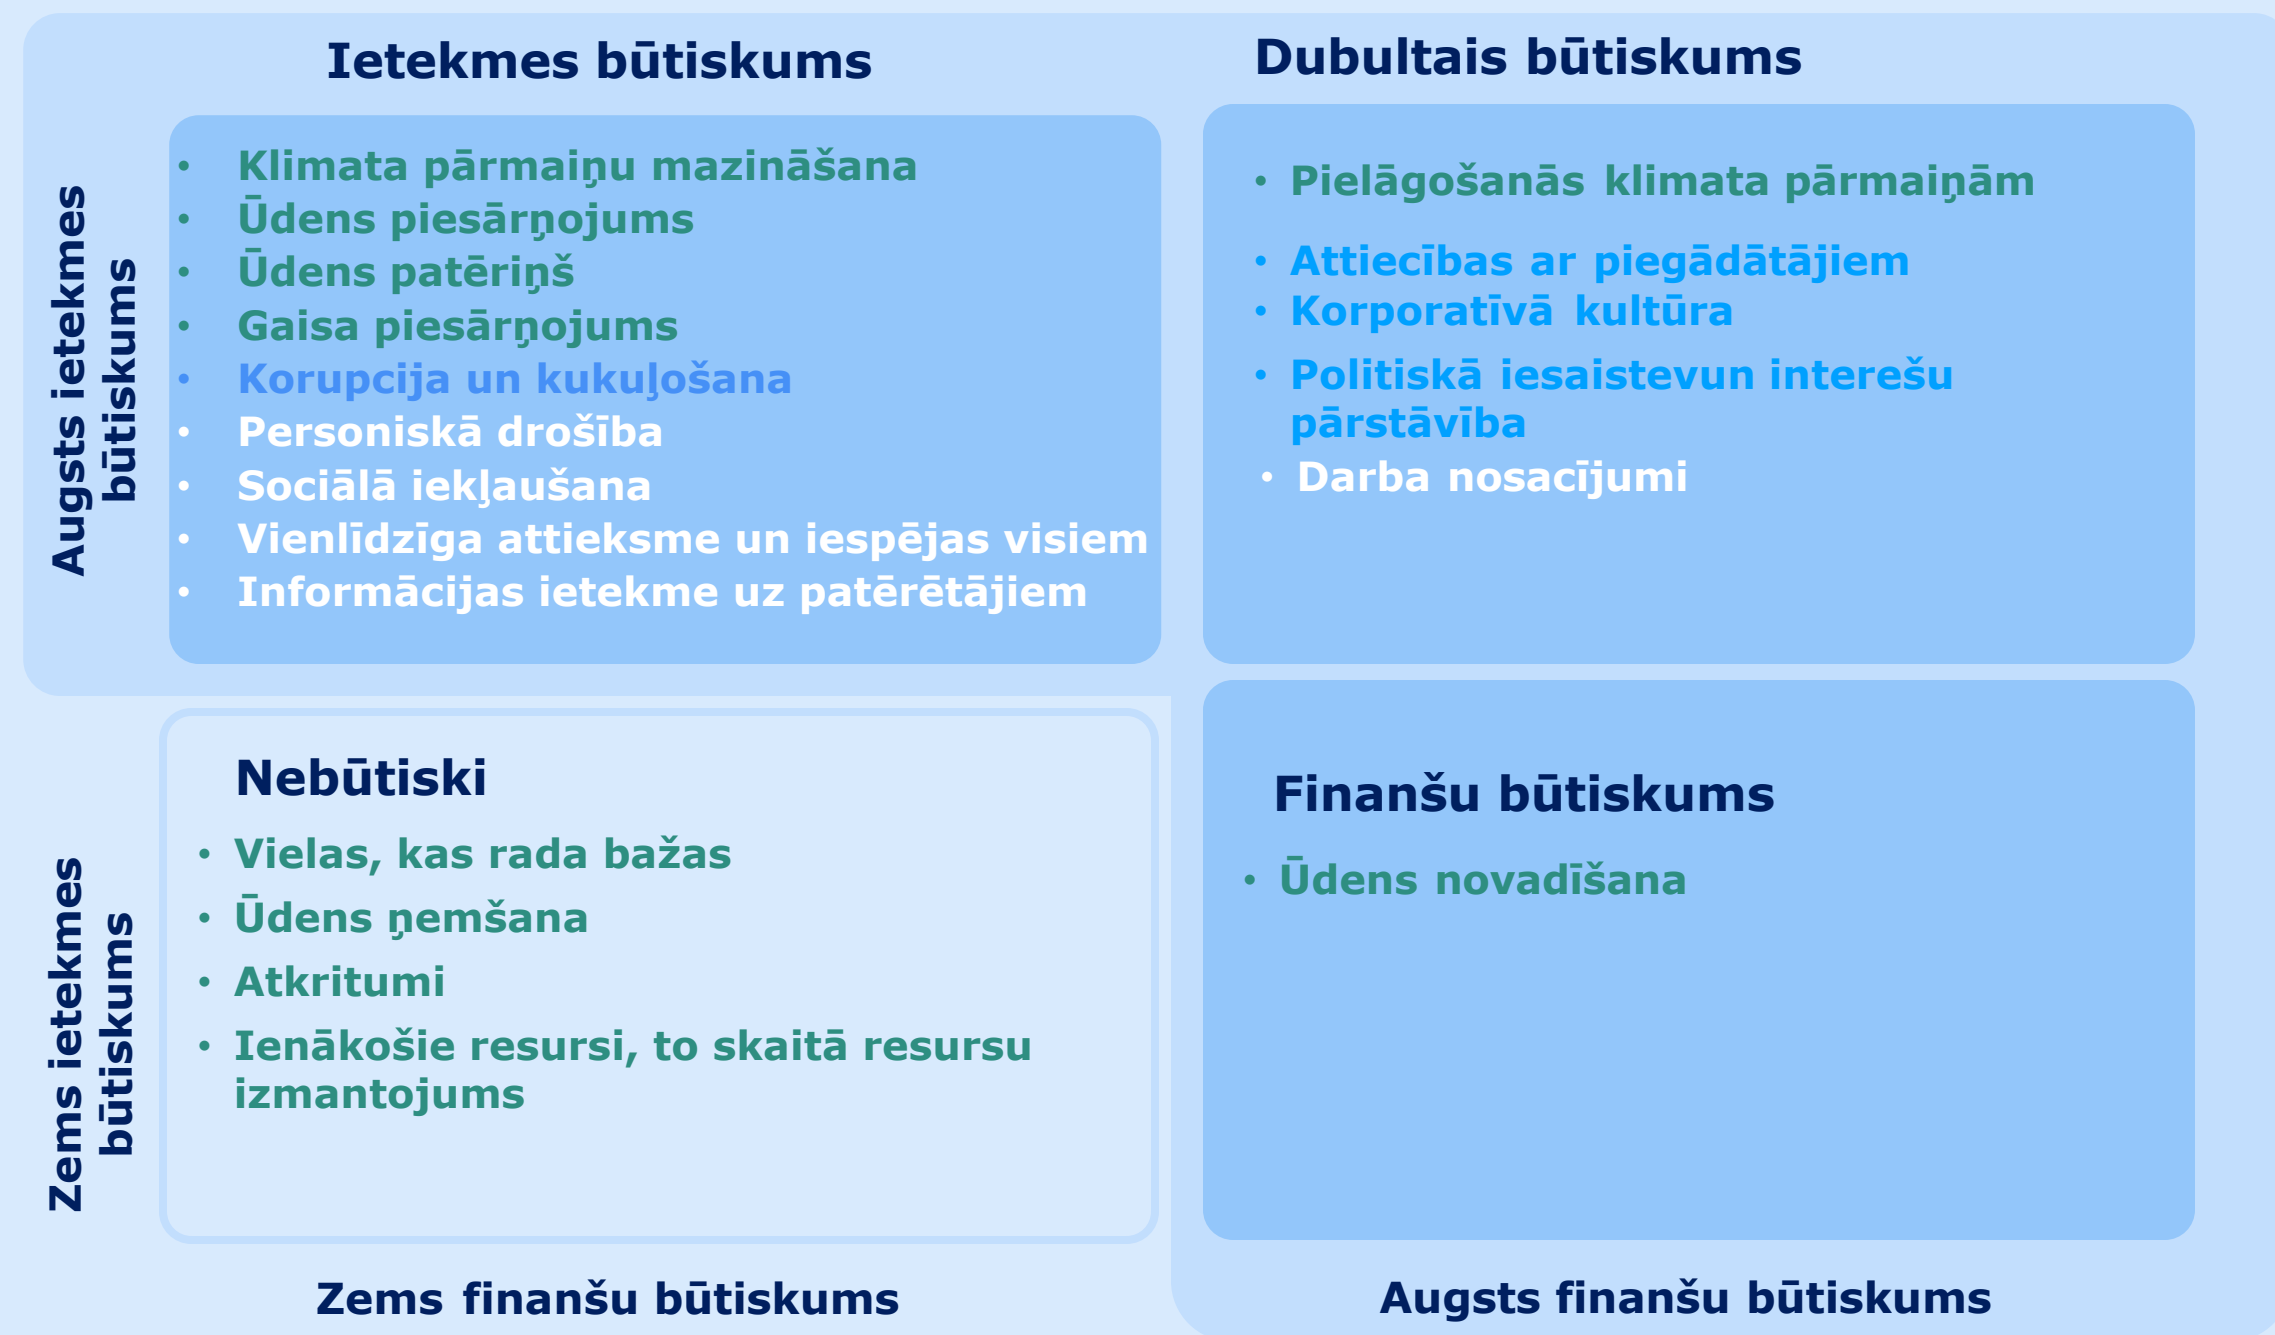 Ietekmes būtiskums
Augsts ietekmes
būtiskums
• Klimata pārmaiņu mazināšana
• Ūdens piesārņojums
• Ūdens patēriņš
• Gaisa piesārņojums
• Korupcija un kukuļošana
• Personiskā drošība
• Sociālā iekļaušana
• Vienlīdzīga attieksme un iespējas visiem
• Informācijas ietekme uz patērētājiem
Dubultais būtiskums
• Pielāgošanās klimata pārmaiņām
• Attiecības ar piegādātājiem
• Korporatīvā kultūra
• Politiskā iesaistevun interešu
pārstāvība
• Darba nosacījumi
Zems ietekmes
būtiskums
Nebūtiski
• Vielas, kas rada bažas
• Ūdens ņemšana
• Atkritumi
• Ienākošie resursi, to skaitā resursu
izmantojums
Finanšu būtiskums
• Ūdens novadīšana
Zems finanšu būtiskums
Augsts finanšu būtiskums